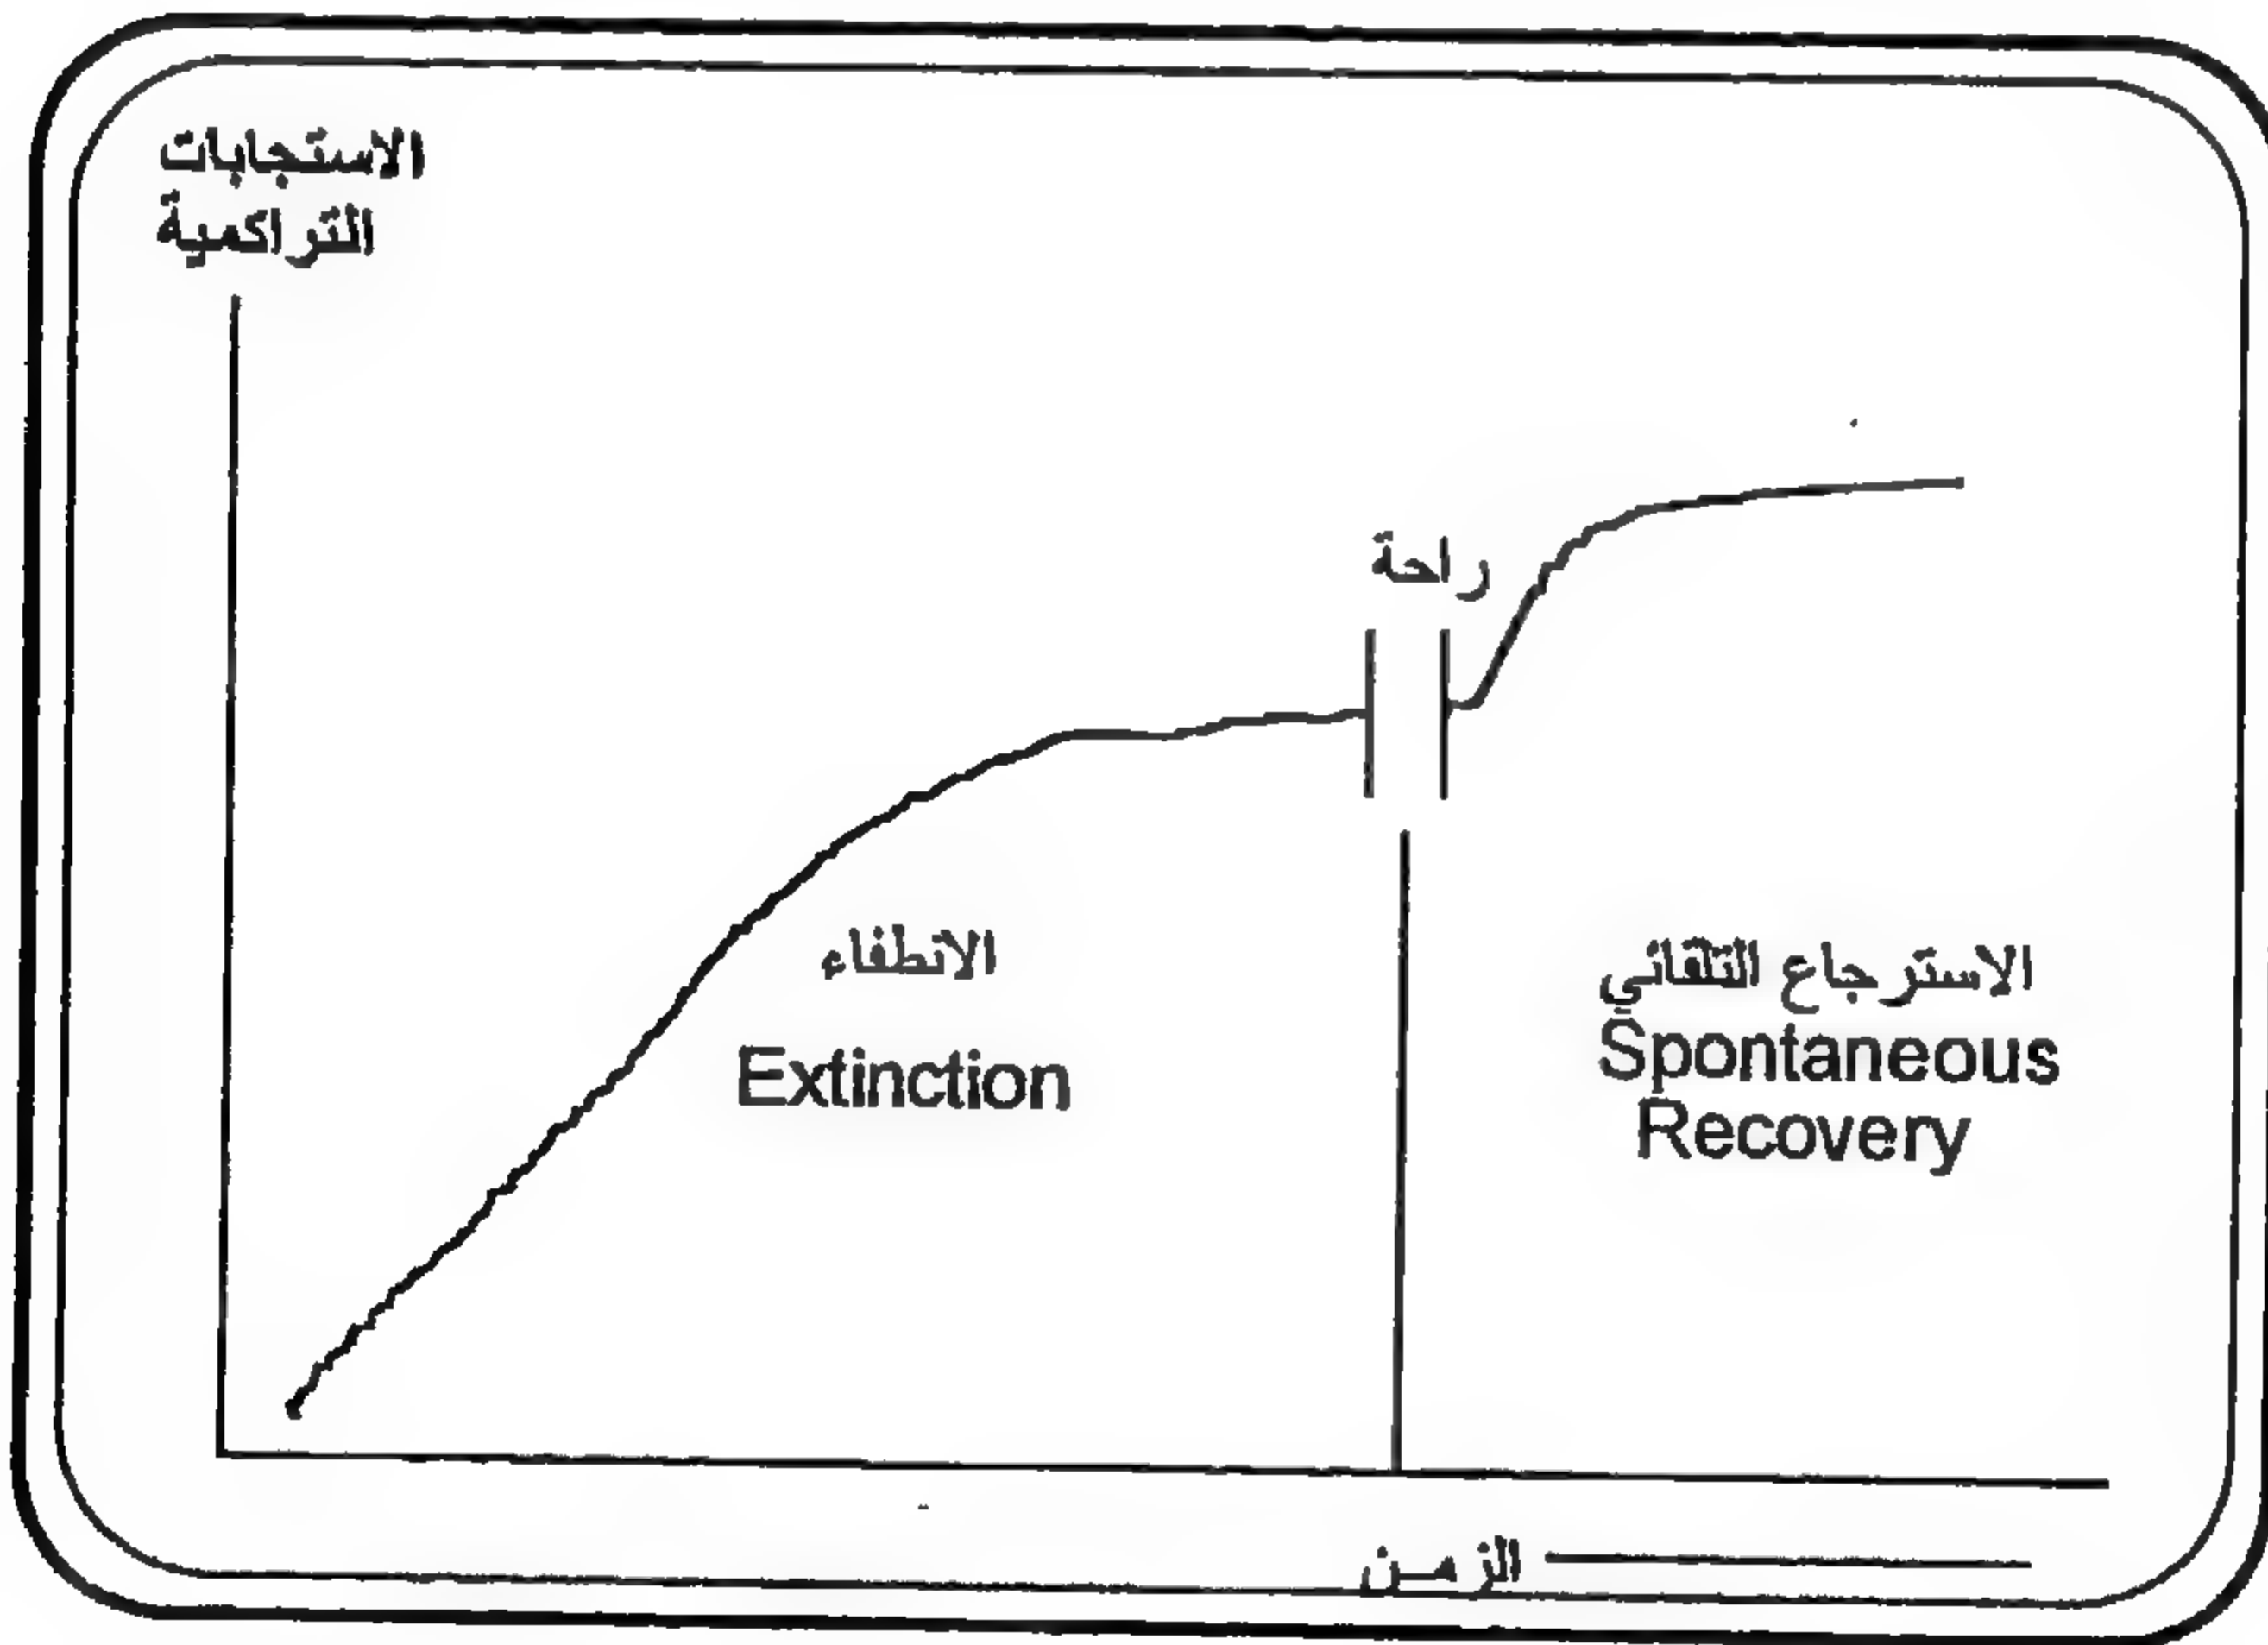 الاستجابات
التراكمية
راحة
الانطفاء
Extinction
الاسترجاع التلقائي
Spontaneous
Recovery
الزمن